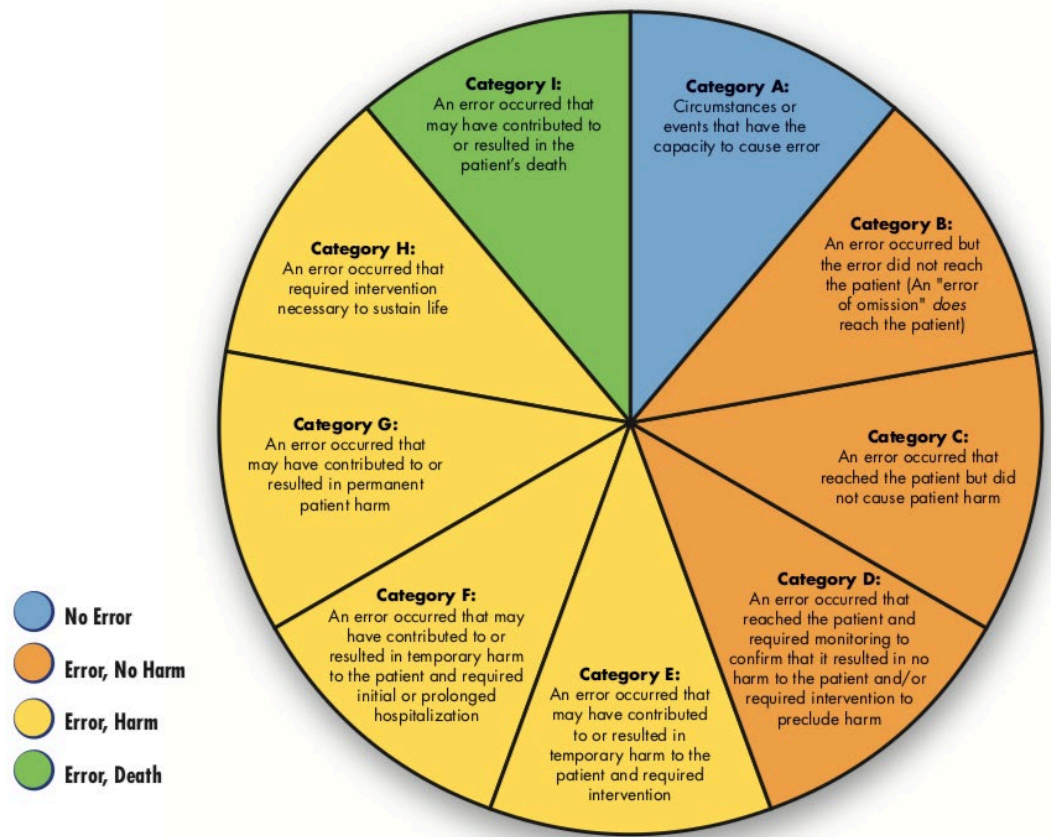 Category A:
Circumstances or
events that have the
capacity to cause error
Category B:
An error occurred but
the error did not reach
the patient (An "error
of omission" does
reach the patient)
Category C:
An error occurred that
reached the patient but did
not cause patient harm
Category D:
An error occurred that
reached the patient and
required monitoring to
confirm that it resulted in no
harm to the patient and/or
required intervention to
preclude harm
Category E:
An error occurred that
may have contributed
to or resulted in
temporary harm to the
patient and required
intervention
Category F:
An error occurred that may
have contributed to or
resulted in temporary harm
to the patient and required
initial or prolonged
hospitalization
Category G:
An error occurred that
may have contributed to or
resulted in permanent
patient harm
Category H:
An error occurred that
required intervention
necessary to sustain life
Category I:
An error occurred that
may have contributed to
or resulted in the
patient’s death
No Error
Error, No Harm
Error, Harm
Error, Death